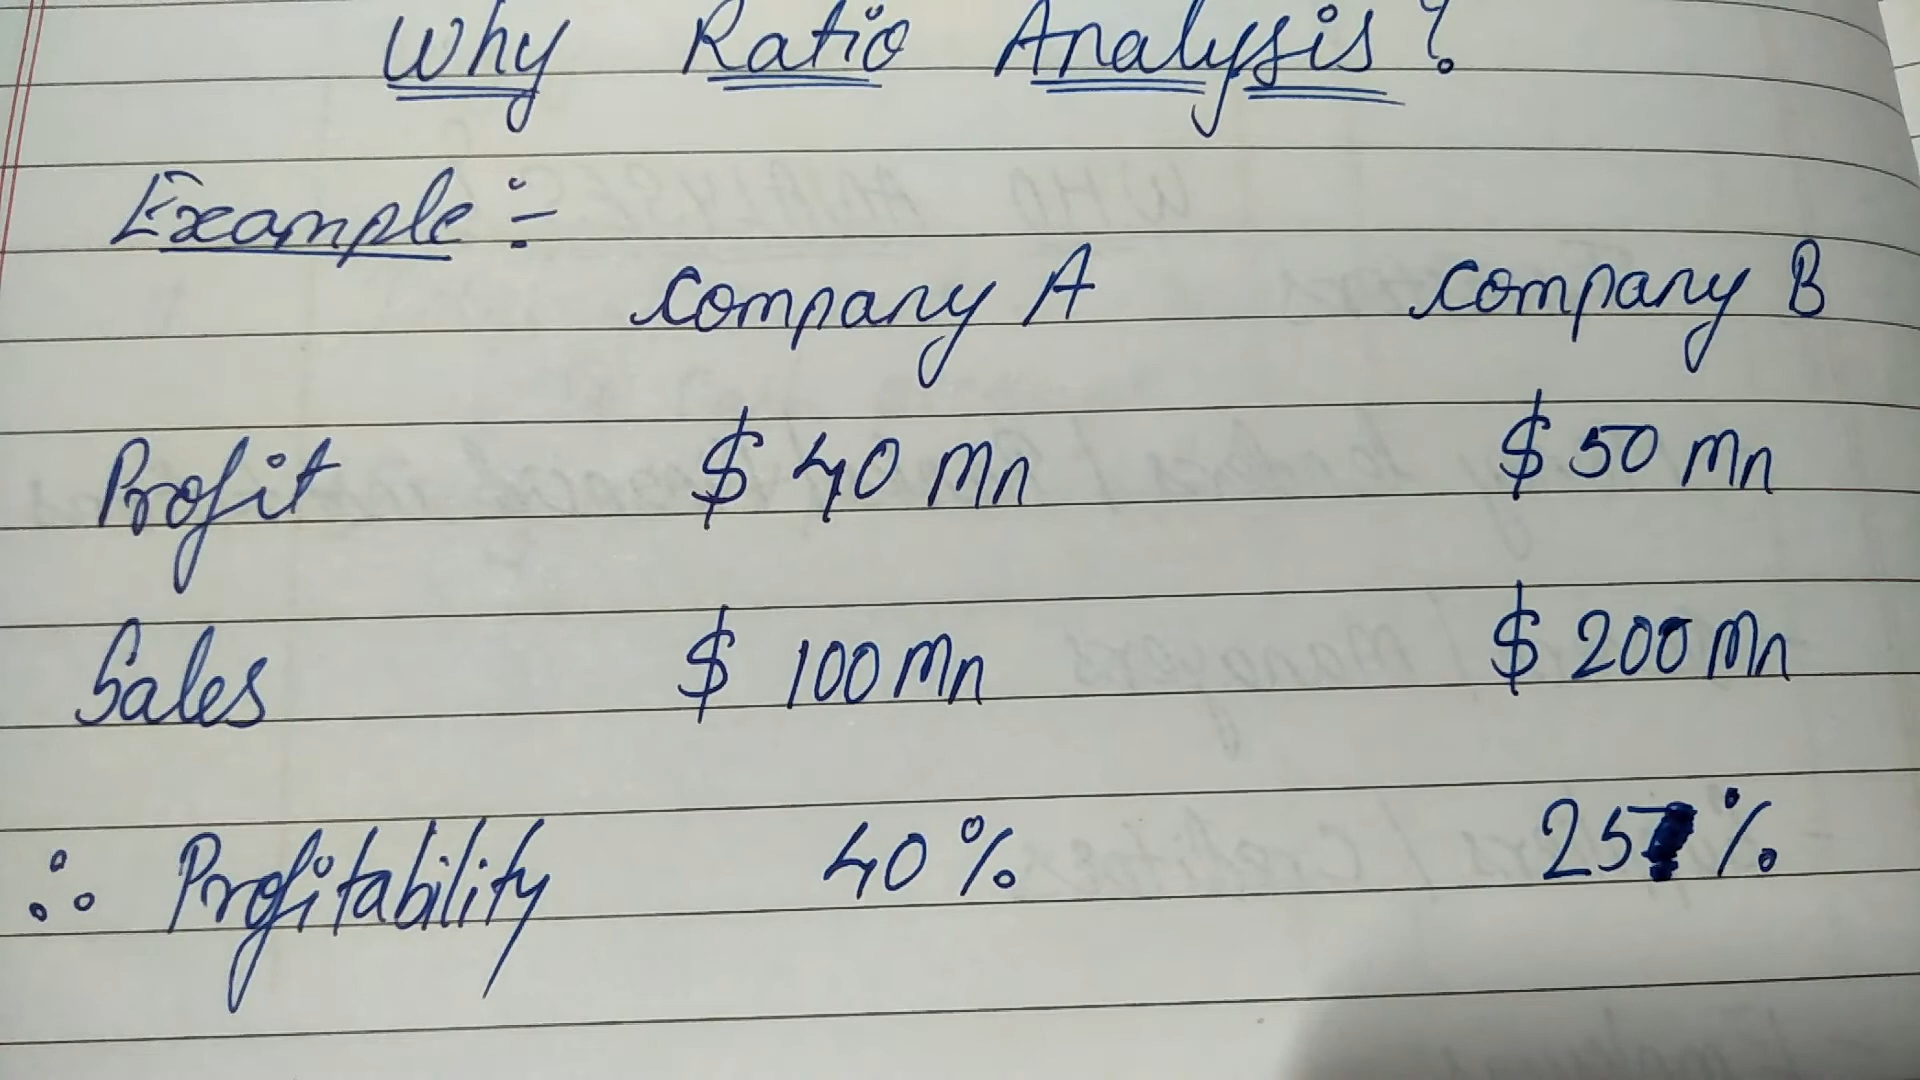 Why Ratio Analysis?
Example :-
Company A Company B
Profit $ 40 Mn $ 50 Mn
Sales $ 100 Mn $ 200 Mn
∴ Profitability 40% 25%